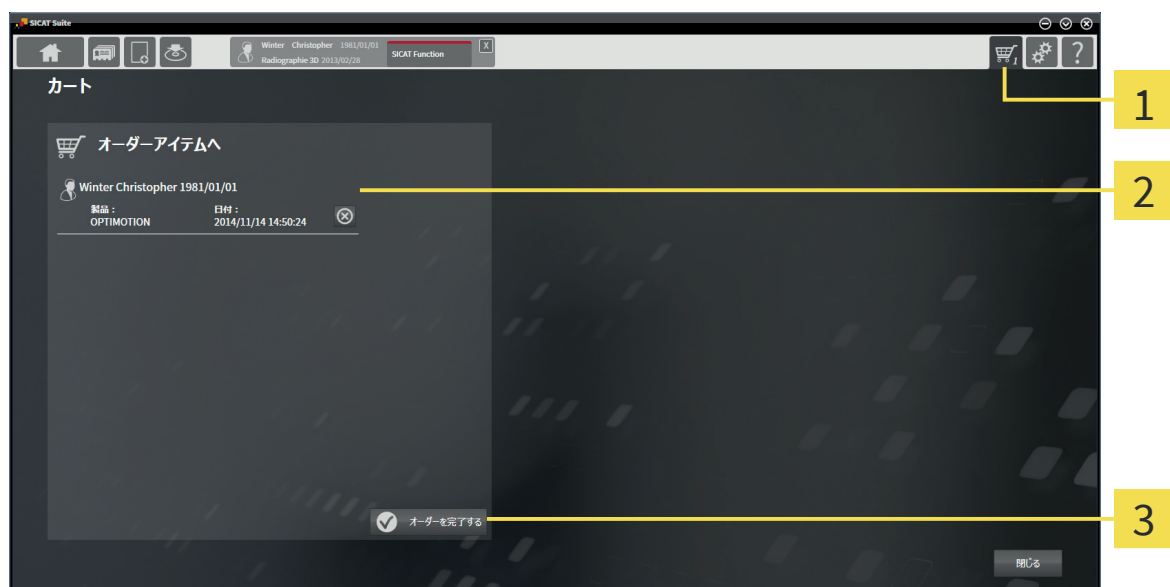 SICAT Suite
Winter Christopher 1981/01/01
Radiographie 3D 2013/02/28
SICAT Function
X
1
?
カート
1
オーダーアイテムへ
Winter Christopher 1981/01/01
2
製品：
日付：
OPTIMOTION
2014/11/14 14:50:24
オーダーを完了する
3
閉じる